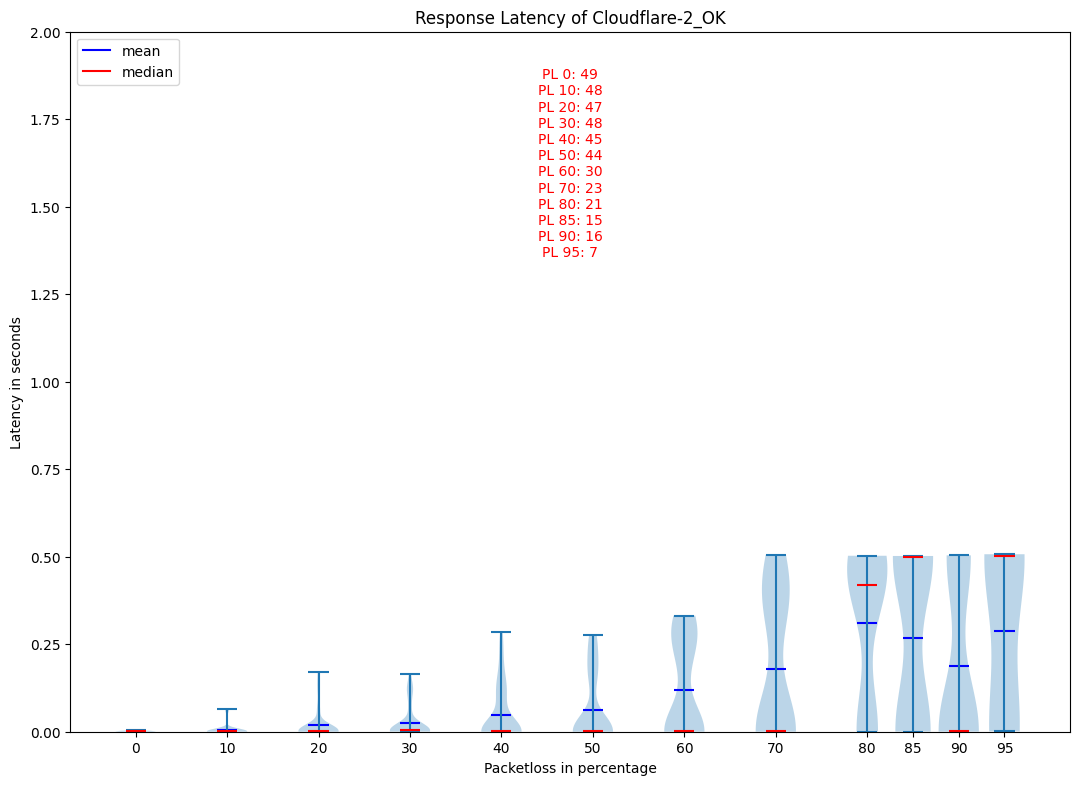 Response Latency of Cloudflare-2_OK
mean
median
PL 0: 49
PL 10: 48
PL 20: 47
PL 30: 48
PL 40: 45
PL 50: 44
PL 60: 30
PL 70: 23
PL 80: 21
PL 85: 15
PL 90: 16
PL 95: 7
Latency in seconds
2.00
1.75
1.50
1.25
1.00
0.75
0.50
0.25
0.00
0 10 20 30 40 50 60 70 80 85 90 95
Packetloss in percentage